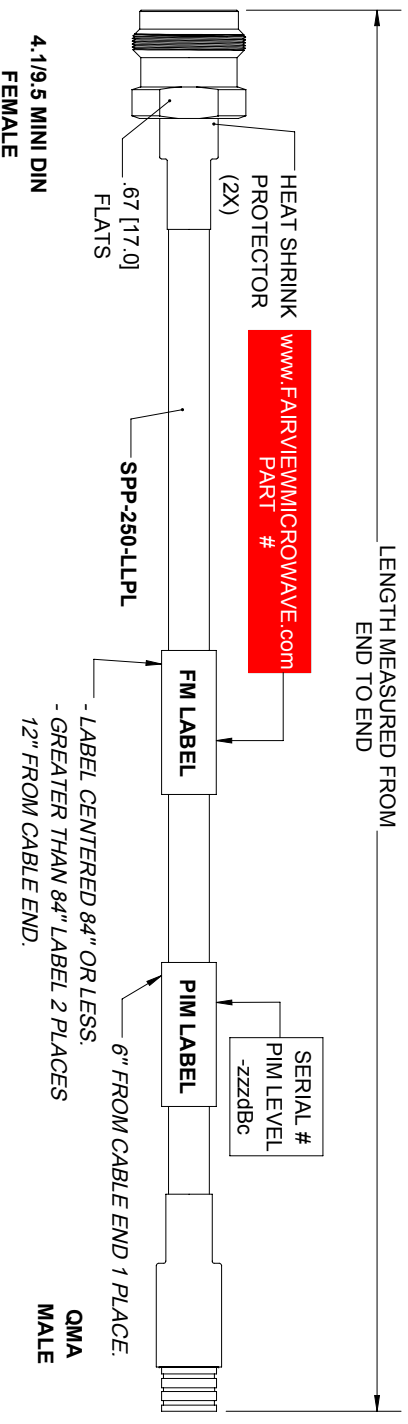 LENGTH MEASURED FROM
END TO END
HEAT SHRINK
PROTECTOR
(2X)
www.FAIRVIEWMICROWAVE.com
PART #
SERIAL #
PIM LEVEL
-zzzdBc
.67 [17.0]
FLATS
SPP-250-LLPL
FM LABEL
PIM LABEL
4.1/9.5 MINI DIN
FEMALE
- LABEL CENTERED 84" OR LESS.
- GREATER THAN 84" LABEL 2 PLACES
12" FROM CABLE END.
6" FROM CABLE END 1 PLACE.
QMA
MALE